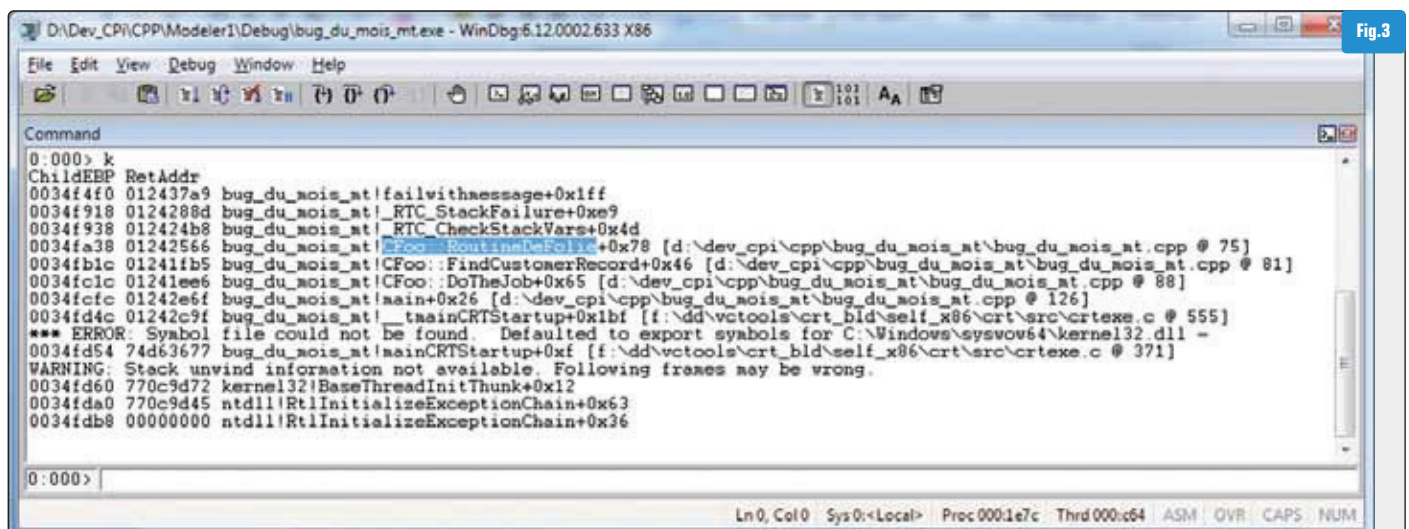 D:\Dev_CPI\CPP\Modeler1\Debug\bug_du_mois_mt.exe - WinDbg:6.12.0002.633 X86
Fig.3
File Edit View Debug Window Help
Command
0:000> k
ChildEBP RetAddr
0034f4f0 012437a9 bug_du_mois_mt!failwithmessage+0x1ff
0034f918 0124288d bug_du_mois_mt!_RTC_StackFailure+0xe9
0034f938 012424b8 bug_du_mois_mt!_RTC_CheckStackVars+0x4d
0034fa38 01242566 bug_du_mois_mt!CFoo::RoutineDeFolie+0x78 [d:\dev_cpi\cpp\bug_du_mois_mt\bug_du_mois_mt.cpp @ 75]
0034fb1c 01241fb5 bug_du_mois_mt!CFoo::FindCustomerRecord+0x46 [d:\dev_cpi\cpp\bug_du_mois_mt\bug_du_mois_mt.cpp @ 81]
0034fc1c 01241ee6 bug_du_mois_mt!CFoo::DoTheJob+0x65 [d:\dev_cpi\cpp\bug_du_mois_mt\bug_du_mois_mt.cpp @ 88]
0034fcfc 01242e6f bug_du_mois_mt!main+0x26 [d:\dev_cpi\cpp\bug_du_mois_mt\bug_du_mois_mt.cpp @ 126]
0034fd4c 01242c9f bug_du_mois_mt!__tmainCRTStartup+0x1bf [f:\dd\vctools\crt_bld\self_x86\crt\src\crtexe.c @ 555]
*** ERROR: Symbol file could not be found. Defaulted to export symbols for C:\Windows\syswow64\kernel32.dll -
0034fd54 74d63677 bug_du_mois_mt!mainCRTStartup+0xf [f:\dd\vctools\crt_bld\self_x86\crt\src\crtexe.c @ 371]
WARNING: Stack unwind information not available. Following frames may be wrong.
0034fd60 770c9d72 kernel32!BaseThreadInitThunk+0x12
0034fda0 770c9d45 ntdll!RtlInitializeExceptionChain+0x63
0034fdb8 00000000 ntdll!RtlInitializeExceptionChain+0x36
0:000>
Ln 0, Col 0 Sys 0:<Local> Proc 000:1e7c Thrd 000:c64 ASM OVR CAPS NUM